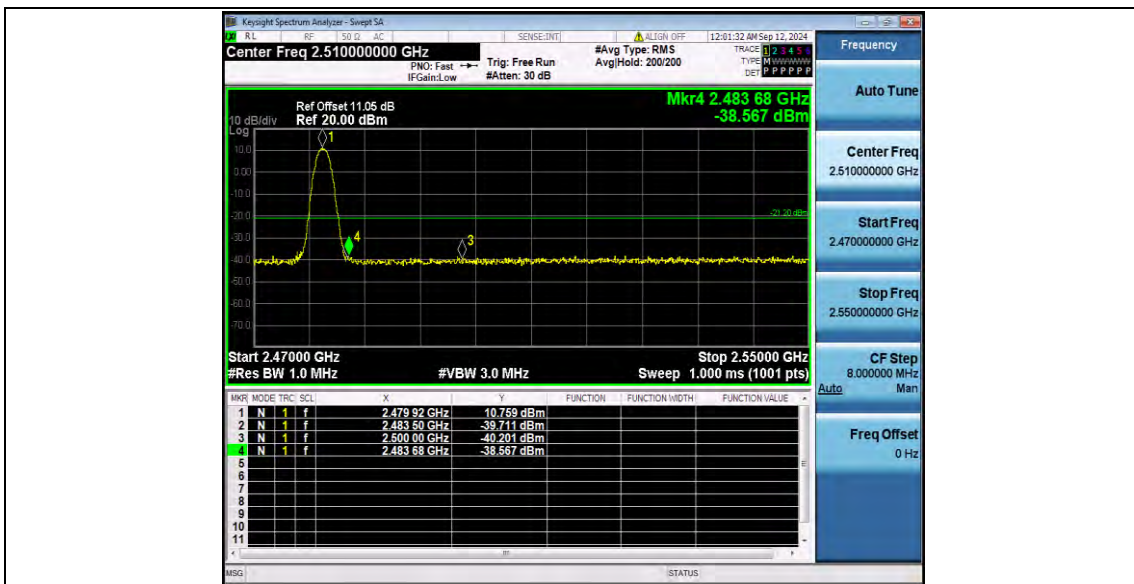 Keysight Spectrum Analyzer - Swept SA
RL RF 50 Ω AC SENSE:INT ALIGN OFF 12:01:32 AM Sep 12, 2024
Center Freq 2.510000000 GHz
PNO: Fast
IFGain:Low
Trig: Free Run
#Atten: 30 dB
#Avg Type: RMS
Avg|Hold: 200/200
TRACE 1 2 3 4 5 6
TYPE M W W W W W
DET P P P P P P
Mkr4 2.483 68 GHz
-38.567 dBm
Ref Offset 11.05 dB
10 dB/div Ref 20.00 dBm
Log
10.0
0.00
-10.0
-20.0
-30.0
-40.0
-50.0
-60.0
-70.0
1
4
3
-21.20 dBm
Start 2.47000 GHz Stop 2.55000 GHz
#Res BW 1.0 MHz #VBW 3.0 MHz Sweep 1.000 ms (1001 pts)
MKR MODE TRC SCL X Y FUNCTION FUNCTION WIDTH FUNCTION VALUE
1 N 1 f 2.479 92 GHz 10.759 dBm
2 N 1 f 2.483 50 GHz -39.711 dBm
3 N 1 f 2.500 00 GHz -40.201 dBm
4 N 1 f 2.483 68 GHz -38.567 dBm
5
6
7
8
9
10
11
MSG STATUS
Frequency
Auto Tune
Center Freq
2.510000000 GHz
Start Freq
2.470000000 GHz
Stop Freq
2.550000000 GHz
CF Step
8.000000 MHz
Auto Man
Freq Offset
0 Hz